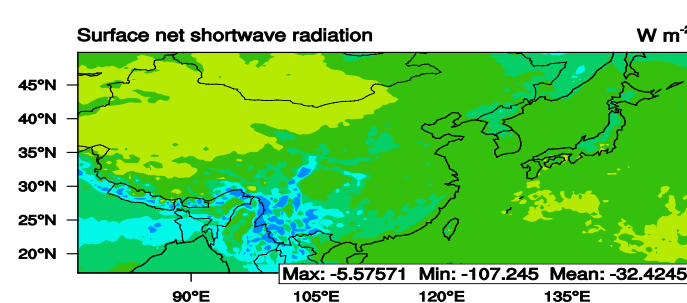 Surface net shortwave radiation W m⁻²
45°N
40°N
35°N
30°N
25°N
20°N
Max: -5.57571 Min: -107.245 Mean: -32.4245
90°E 105°E 120°E 135°E